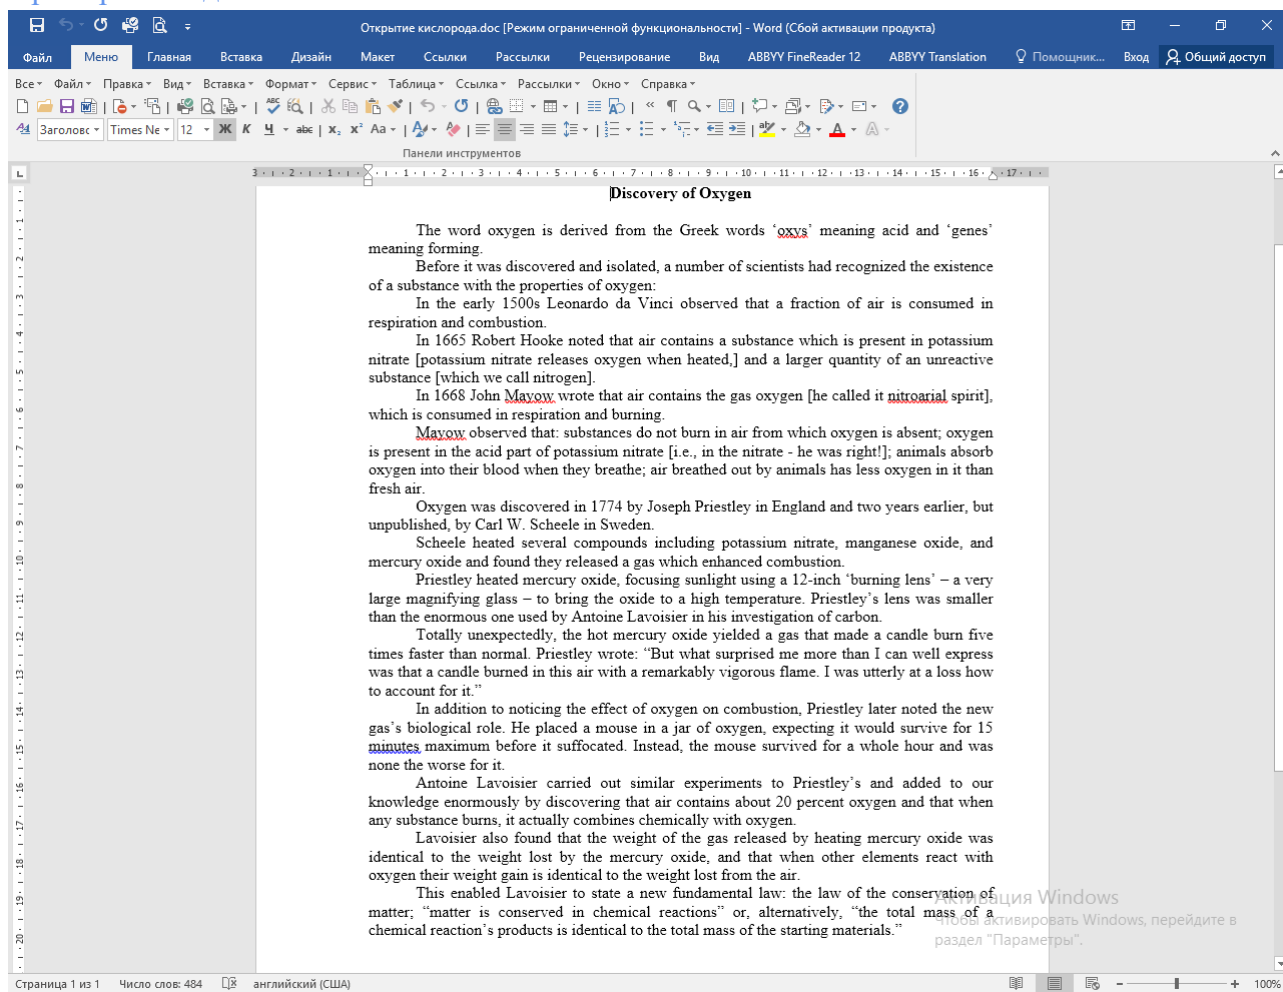 Открытие кислорода.doc [Режим ограниченной функциональности] - Word (Сбой активации продукта)
Файл Меню Главная Вставка Дизайн Макет Ссылки Рассылки Рецензирование Вид ABBYY FineReader 12 ABBYY Translation Помощник... Вход Общий доступ
Все Файл Правка Вид Вставка Формат Сервис Таблица Ссылка Рассылки Окно Справка
Заголовс Times Ne 12 Ж К Ч abc x₂ x² Aa
Панели инструментов
3 2 1 1 2 3 4 5 6 7 8 9 10 11 12 13 14 15 16 17
Discovery of Oxygen
The word oxygen is derived from the Greek words ‘oxys’ meaning acid and ‘genes’
meaning forming.
Before it was discovered and isolated, a number of scientists had recognized the existence
of a substance with the properties of oxygen:
In the early 1500s Leonardo da Vinci observed that a fraction of air is consumed in
respiration and combustion.
In 1665 Robert Hooke noted that air contains a substance which is present in potassium
nitrate [potassium nitrate releases oxygen when heated,] and a larger quantity of an unreactive
substance [which we call nitrogen].
In 1668 John Mayow wrote that air contains the gas oxygen [he called it nitroarial spirit],
which is consumed in respiration and burning.
Mayow observed that: substances do not burn in air from which oxygen is absent; oxygen
is present in the acid part of potassium nitrate [i.e., in the nitrate - he was right!]; animals absorb
oxygen into their blood when they breathe; air breathed out by animals has less oxygen in it than
fresh air.
Oxygen was discovered in 1774 by Joseph Priestley in England and two years earlier, but
unpublished, by Carl W. Scheele in Sweden.
Scheele heated several compounds including potassium nitrate, manganese oxide, and
mercury oxide and found they released a gas which enhanced combustion.
Priestley heated mercury oxide, focusing sunlight using a 12-inch ‘burning lens’ – a very
large magnifying glass – to bring the oxide to a high temperature. Priestley’s lens was smaller
than the enormous one used by Antoine Lavoisier in his investigation of carbon.
Totally unexpectedly, the hot mercury oxide yielded a gas that made a candle burn five
times faster than normal. Priestley wrote: “But what surprised me more than I can well express
was that a candle burned in this air with a remarkably vigorous flame. I was utterly at a loss how
to account for it.”
In addition to noticing the effect of oxygen on combustion, Priestley later noted the new
gas’s biological role. He placed a mouse in a jar of oxygen, expecting it would survive for 15
minutes maximum before it suffocated. Instead, the mouse survived for a whole hour and was
none the worse for it.
Antoine Lavoisier carried out similar experiments to Priestley’s and added to our
knowledge enormously by discovering that air contains about 20 percent oxygen and that when
any substance burns, it actually combines chemically with oxygen.
Lavoisier also found that the weight of the gas released by heating mercury oxide was
identical to the weight lost by the mercury oxide, and that when other elements react with
oxygen their weight gain is identical to the weight lost from the air.
This enabled Lavoisier to state a new fundamental law: the law of the conservation of
matter; “matter is conserved in chemical reactions” or, alternatively, “the total mass of a
chemical reaction’s products is identical to the total mass of the starting materials.”
Активация Windows
Чтобы активировать Windows, перейдите в
раздел "Параметры".
Страница 1 из 1 Число слов: 484 английский (США) 100%